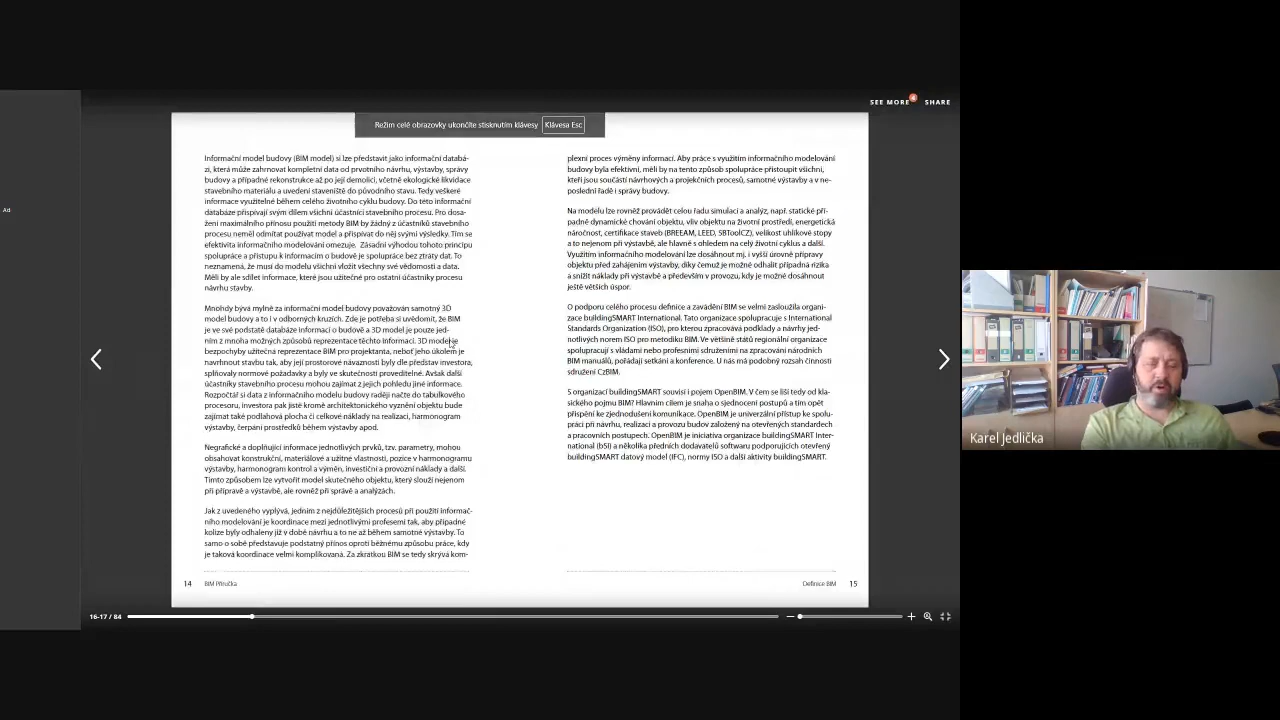 SEE MORE
4
SHARE
Režim celé obrazovky ukončíte stisknutím klávesy Klávesa Esc
Ad
Informační model budovy (BIM model) si lze představit jako informační databá-
zi, která může zahrnovat kompletní data od prvotního návrhu, výstavby, správy
budovy a případné rekonstrukce až po její demolici, včetně ekologické likvidace
stavebního materiálu a uvedení staveniště do původního stavu. Tedy veškeré
informace využitelné během celého životního cyklu budovy. Do této informační
databáze přispívají svým dílem všichni účastníci stavebního procesu. Pro dosa-
žení maximálního přínosu použití metody BIM by žádný z účastníků stavebního
procesu neměl odmítat používat model a přispívat do něj svými výsledky. Tím se
efektivita informačního modelování omezuje. Zásadní výhodou tohoto principu
spolupráce a přístupu k informacím o budově je spolupráce bez ztráty dat. To
neznamená, že musí do modelu všichni vložit všechny své vědomosti a data.
Měli by ale sdílet informace, které jsou užitečné pro ostatní účastníky procesu
návrhu stavby.
Mnohdy bývá mylně za informační model budovy považován samotný 3D
model budovy a to i v odborných kruzích. Zde je potřeba si uvědomit, že BIM
je ve své podstatě databáze informací o budově a 3D model je pouze jed-
ním z mnoha možných způsobů reprezentace těchto informací. 3D model je
bezpochyby užitečná reprezentace BIM pro projektanta, neboť jeho úkolem je
navrhnout stavbu tak, aby její prostorové návaznosti byly dle představ investora,
splňovaly normové požadavky a byly ve skutečnosti proveditelné. Avšak další
účastníky stavebního procesu mohou zajímat z jejich pohledu jiné informace.
Rozpočtář si data z informačního modelu budovy raději načte do tabulkového
procesoru, investora pak jistě kromě architektonického vyznění objektu bude
zajímat také podlahová plocha či celkové náklady na realizaci, harmonogram
výstavby, čerpání prostředků během výstavby apod.
Negrafické a doplňující informace jednotlivých prvků, tzv. parametry, mohou
obsahovat konstrukční, materiálové a užitné vlastnosti, pozice v harmonogramu
výstavby, harmonogram kontrol a výměn, investiční a provozní náklady a další.
Tímto způsobem lze vytvořit model skutečného objektu, který slouží nejenom
při přípravě a výstavbě, ale rovněž při správě a analýzách.
Jak z uvedeného vyplývá, jedním z nejdůležitějších procesů při použití informač-
ního modelování je koordinace mezi jednotlivými profesemi tak, aby případné
kolize byly odhaleny již v době návrhu a to ne až během samotné výstavby. To
samo o sobě představuje podstatný přínos oproti běžnému způsobu práce, kdy
je taková koordinace velmi komplikovaná. Za zkratkou BIM se tedy skrývá kom-
14 BIM Příručka
plexní proces výměny informací. Aby práce s využitím informačního modelování
budovy byla efektivní, měli by na tento způsob spolupráce přistoupit všichni,
kteří jsou součástí návrhových a projekčních procesů, samotné výstavby a v ne-
poslední řadě i správy budovy.
Na modelu lze rovněž provádět celou řadu simulací a analýz, např. statické pří-
padně dynamické chování objektu, vliv objektu na životní prostředí, energetická
náročnost, certifikace staveb (BREEAM, LEED, SBToolCZ), velikost uhlíkové stopy
a to nejenom při výstavbě, ale hlavně s ohledem na celý životní cyklus a další.
Využitím informačního modelování lze dosáhnout mj. i vyšší úrovně přípravy
objektu před zahájením výstavby, díky čemuž je možné odhalit případná rizika
a snížit náklady při výstavbě a především v provozu, kdy je možné dosáhnout
ještě větších úspor.
O podporu celého procesu definice a zavádění BIM se velmi zasloužila organi-
zace buildingSMART International. Tato organizace spolupracuje s International
Standards Organization (ISO), pro kterou zpracovává podklady a návrhy jed-
notlivých norem ISO pro metodiku BIM. Ve většině států regionální organizace
spolupracují s vládami nebo profesními sdruženími na zpracování národních
BIM manuálů, pořádají setkání a konference. U nás má podobný rozsah činnosti
sdružení CzBIM.
S organizací buildingSMART souvisí i pojem OpenBIM. V čem se liší tedy od kla-
sického pojmu BIM? Hlavním cílem je snaha o sjednocení postupů a tím opět
přispění ke zjednodušení komunikace. OpenBIM je univerzální přístup ke spolu-
práci při návrhu, realizaci a provozu budov založený na otevřených standardech
a pracovních postupech. OpenBIM je iniciativa organizace buildingSMART Inter-
national (bSI) a několika předních dodavatelů softwaru podporujících otevřený
buildingSMART datový model (IFC), normy ISO a další aktivity buildingSMART.
Definice BIM 15
16-17 / 84
Karel Jedlička